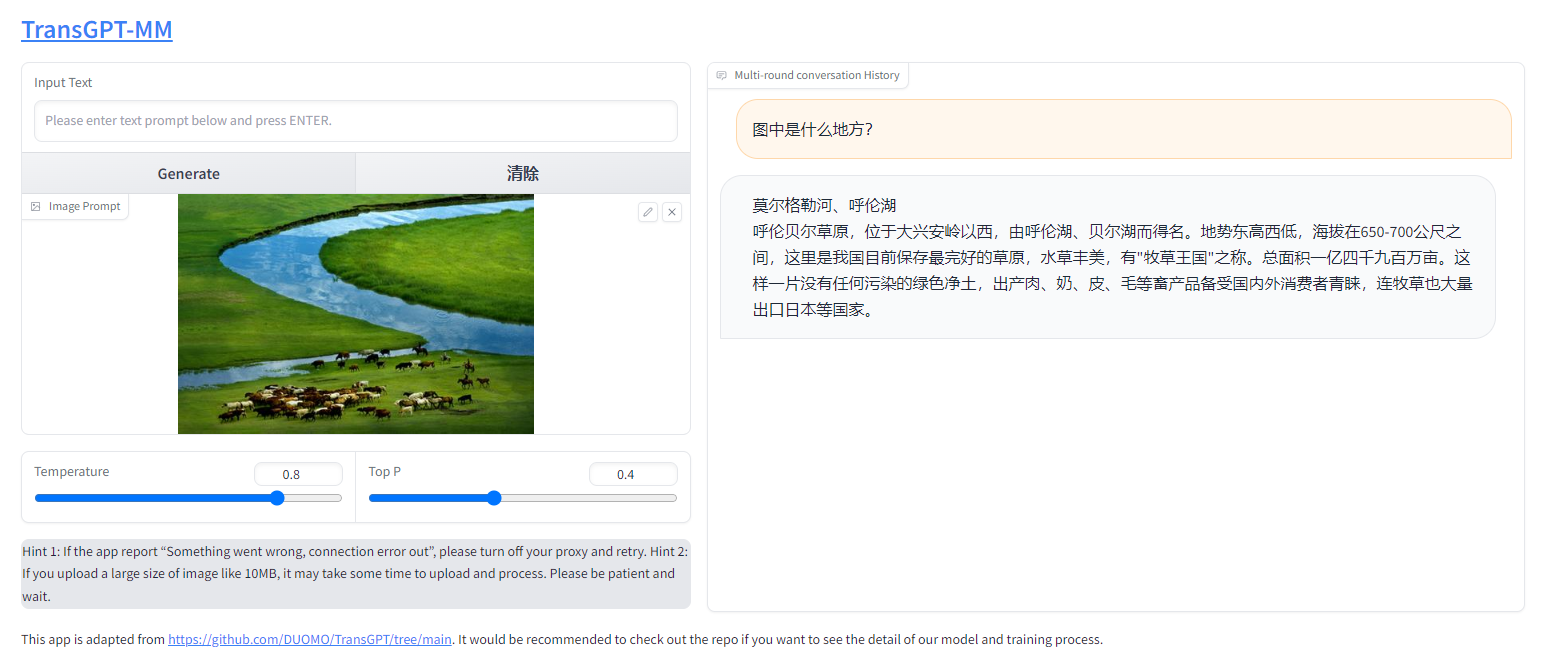 TransGPT-MM
Input Text
Please enter text prompt below and press ENTER.
Generate
清除
Image Prompt
Temperature
0.8
Top P
0.4
Hint 1: If the app report “Something went wrong, connection error out”, please turn off your proxy and retry. Hint 2:
If you upload a large size of image like 10MB, it may take some time to upload and process. Please be patient and
wait.
Multi-round conversation History
图中是什么地方?
莫尔格勒河、呼伦湖
呼伦贝尔草原，位于大兴安岭以西，由呼伦湖、贝尔湖而得名。地势东高西低，海拔在650-700公尺之
间，这里是我国目前保存最完好的草原，水草丰美，有"牧草王国"之称。总面积一亿四千九百万亩。这
样一片没有任何污染的绿色净土，出产肉、奶、皮、毛等畜产品备受国内外消费者青睐，连牧草也大量
出口日本等国家。
This app is adapted from https://github.com/DUOMO/TransGPT/tree/main. It would be recommended to check out the repo if you want to see the detail of our model and training process.